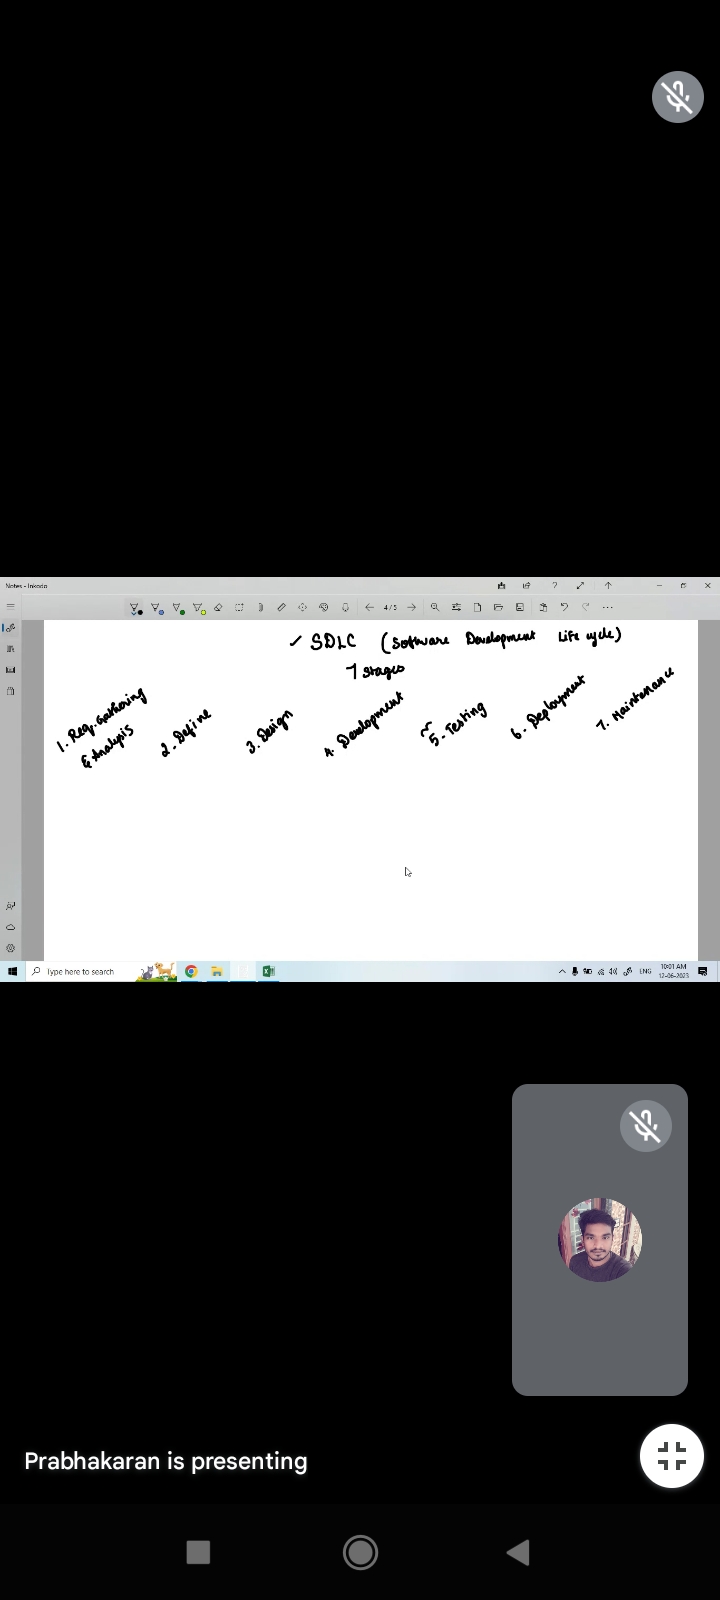 Notes - Inkodo
4 / 5
✓ SDLC (Software Development Life cycle)
7 stages
1. Req. Gathering
& Analysis
2. Define
3. Design
4. Development
5. Testing
6. Deployment
7. Maintenance
Type here to search
ENG
10:01 AM
12-06-2023
Prabhakaran is presenting